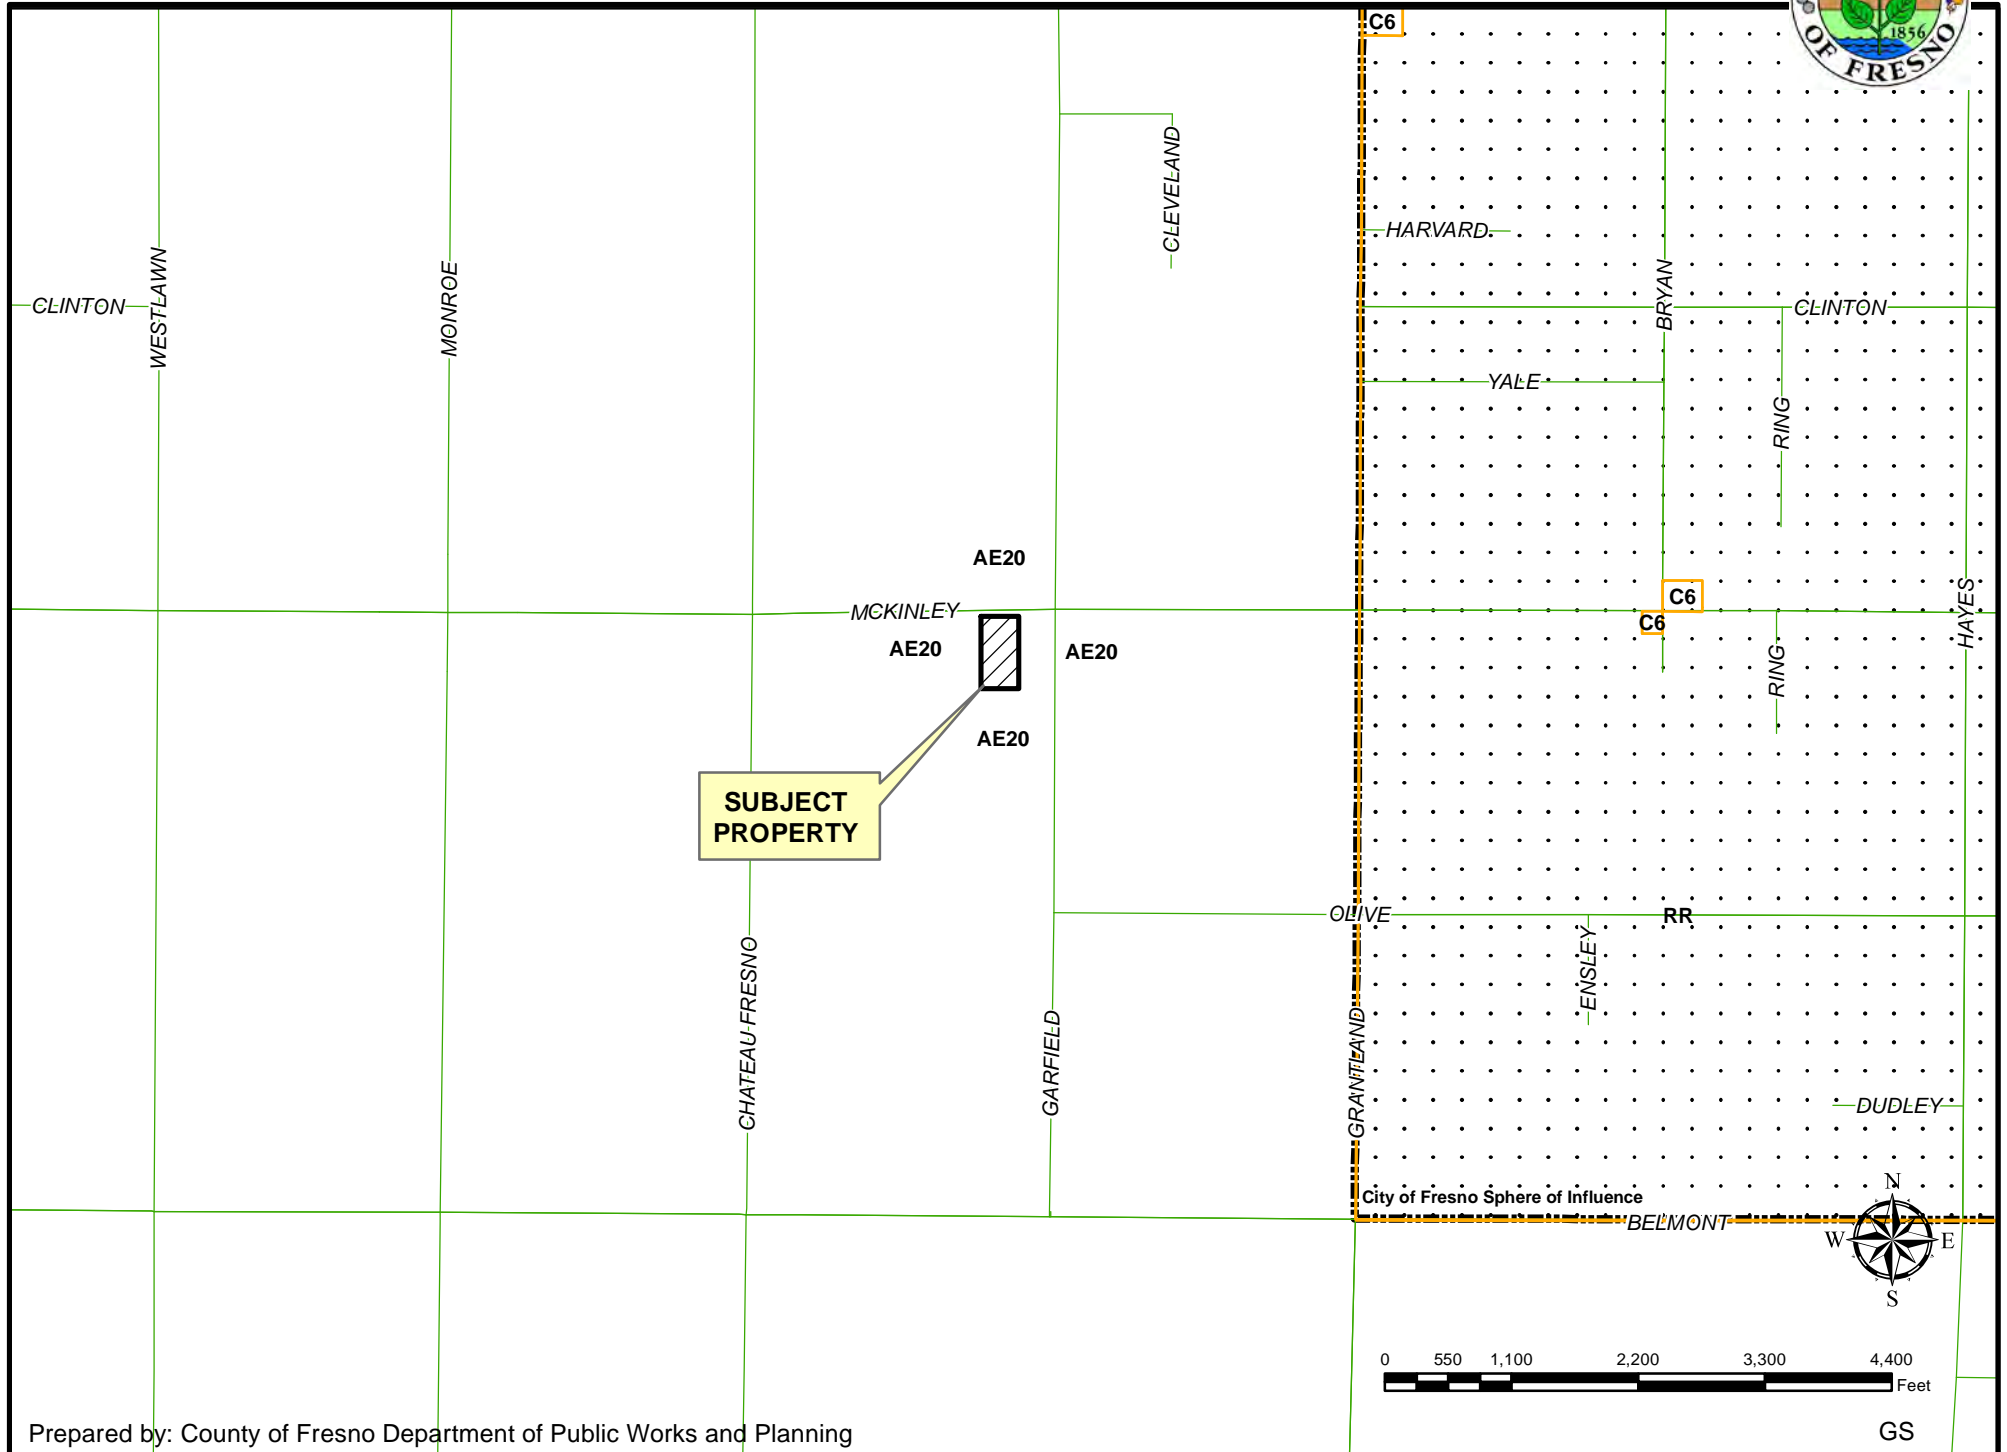 C6
1856
OF FRESNO
CLEVELAND
HARVARD
CLINTON
WESTLAWN
MONROE
BRYAN
CLINTON
YALE
RING
AE20
MCKINLEY
C6
C6
HAYES
AE20
AE20
RING
AE20
SUBJECT
PROPERTY
OLIVE
RR
ENSLEY
CHATEAU FRESNO
GARFIELD
GRANTLAND
DUDLEY
City of Fresno Sphere of Influence
BELMONT
N
W
E
S
0 550 1,100 2,200 3,300 4,400
Feet
Prepared by: County of Fresno Department of Public Works and Planning
GS